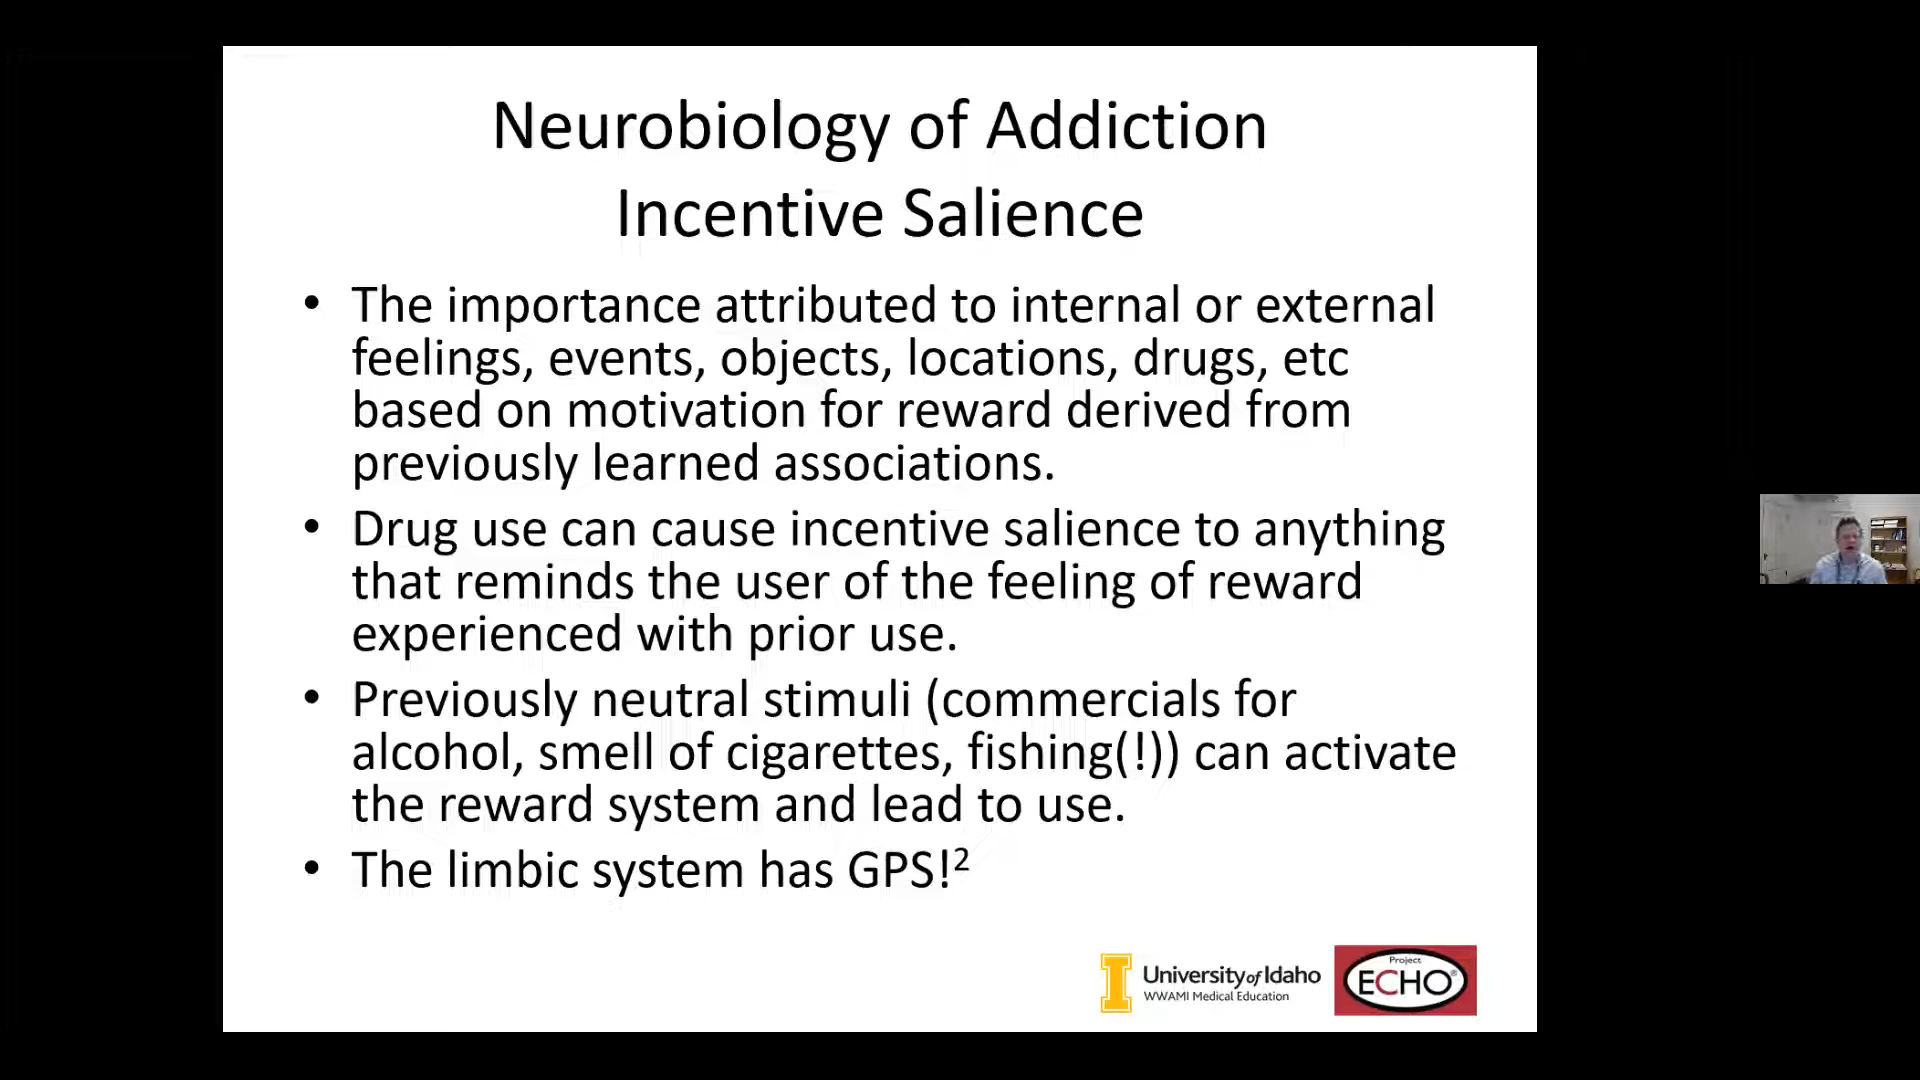 Neurobiology of Addiction
Incentive Salience
• The importance attributed to internal or external
feelings, events, objects, locations, drugs, etc
based on motivation for reward derived from
previously learned associations.
• Drug use can cause incentive salience to anything
that reminds the user of the feeling of reward
experienced with prior use.
• Previously neutral stimuli (commercials for
alcohol, smell of cigarettes, fishing(!)) can activate
the reward system and lead to use.
• The limbic system has GPS!²
University of Idaho
WWAMI Medical Education
Project
ECHO®